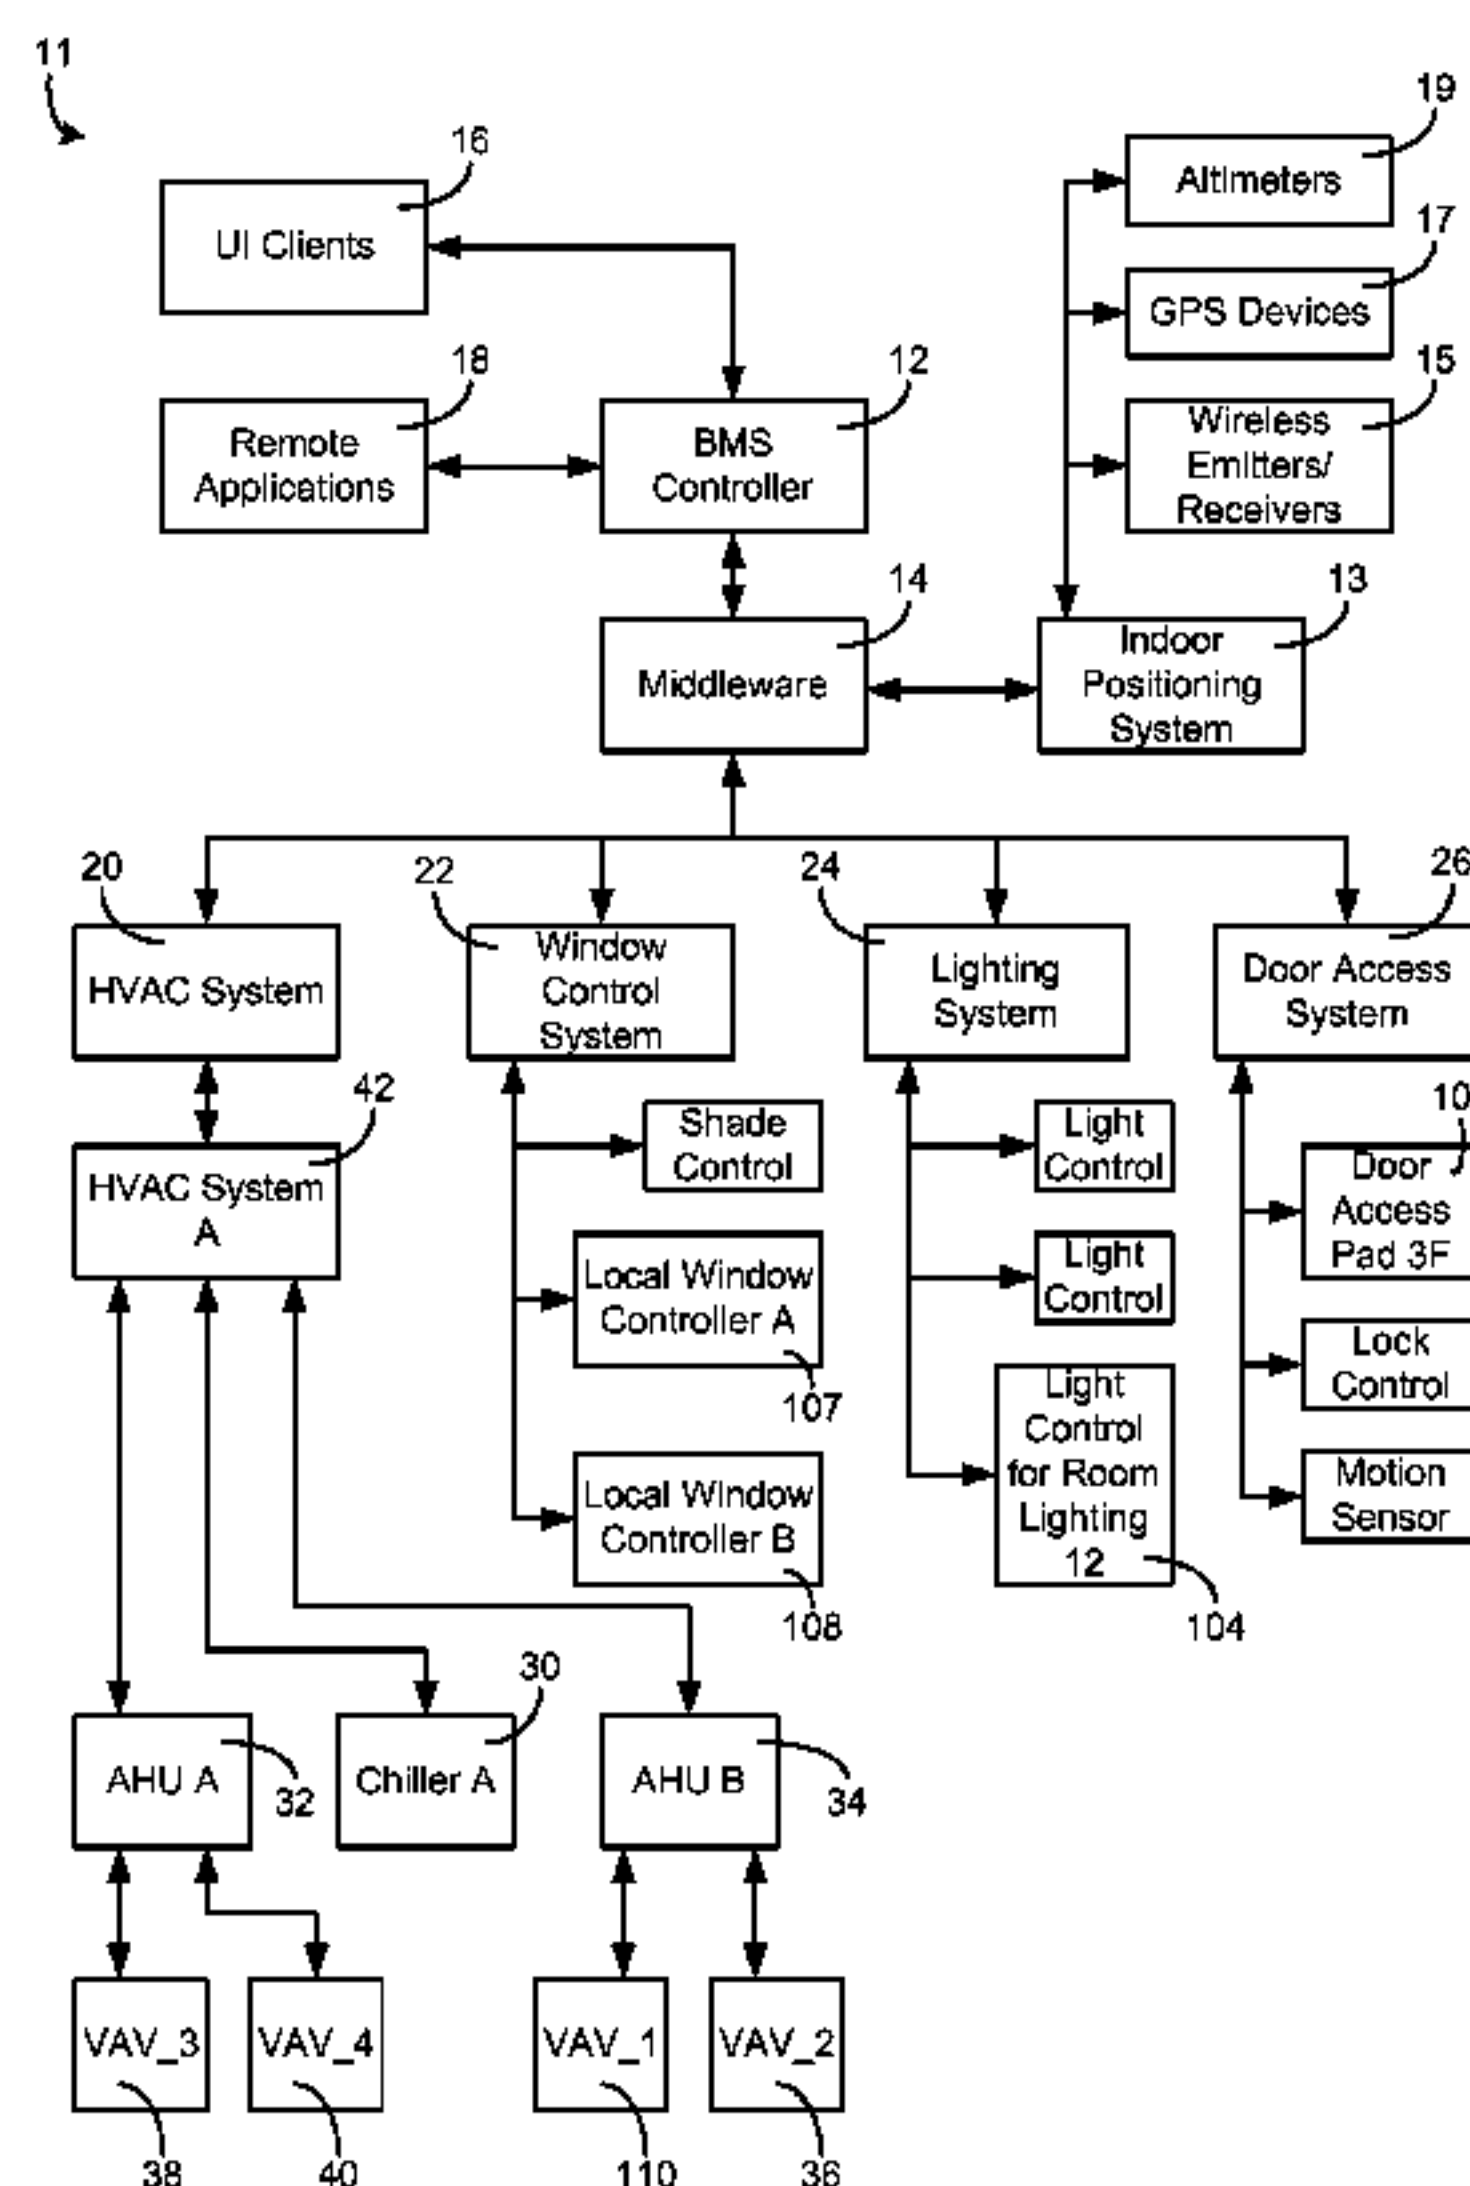 11
19
16
Altimeters
UI Clients
17
GPS Devices
18
12
15
Remote
Applications
BMS
Controller
Wireless
Emitters/
Receivers
14
13
Middleware
Indoor
Positioning
System
20
22
24
26
HVAC System
Window
Control
System
Lighting
System
Door Access
System
42
HVAC System
A
Shade
Control
Light
Control
10
Door
Access
Pad 3F
Local Window
Controller A
107
Light
Control
Lock
Control
Local Window
Controller B
108
Light
Control
for Room
Lighting
12
104
Motion
Sensor
30
AHU A
32
Chiller A
AHU B
34
VAV_3
VAV_4
VAV_1
VAV_2
38
40
110
36